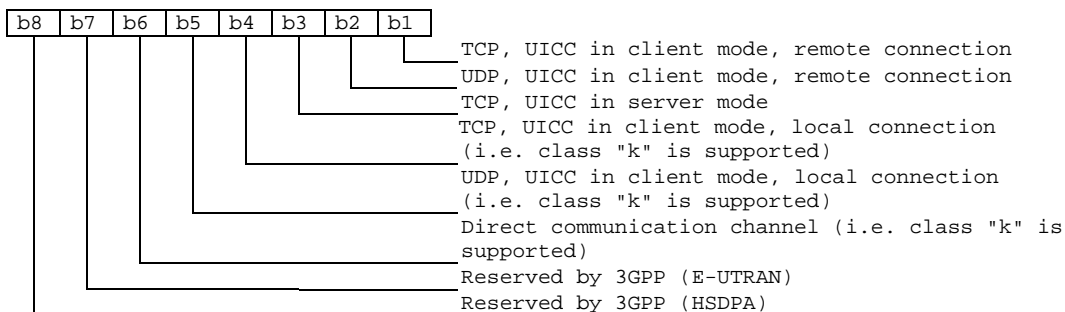 b8 b7 b6 b5 b4 b3 b2 b1
TCP, UICC in client mode, remote connection
UDP, UICC in client mode, remote connection
TCP, UICC in server mode
TCP, UICC in client mode, local connection
(i.e. class "k" is supported)
UDP, UICC in client mode, local connection
(i.e. class "k" is supported)
Direct communication channel (i.e. class "k" is
supported)
Reserved by 3GPP (E-UTRAN)
Reserved by 3GPP (HSDPA)